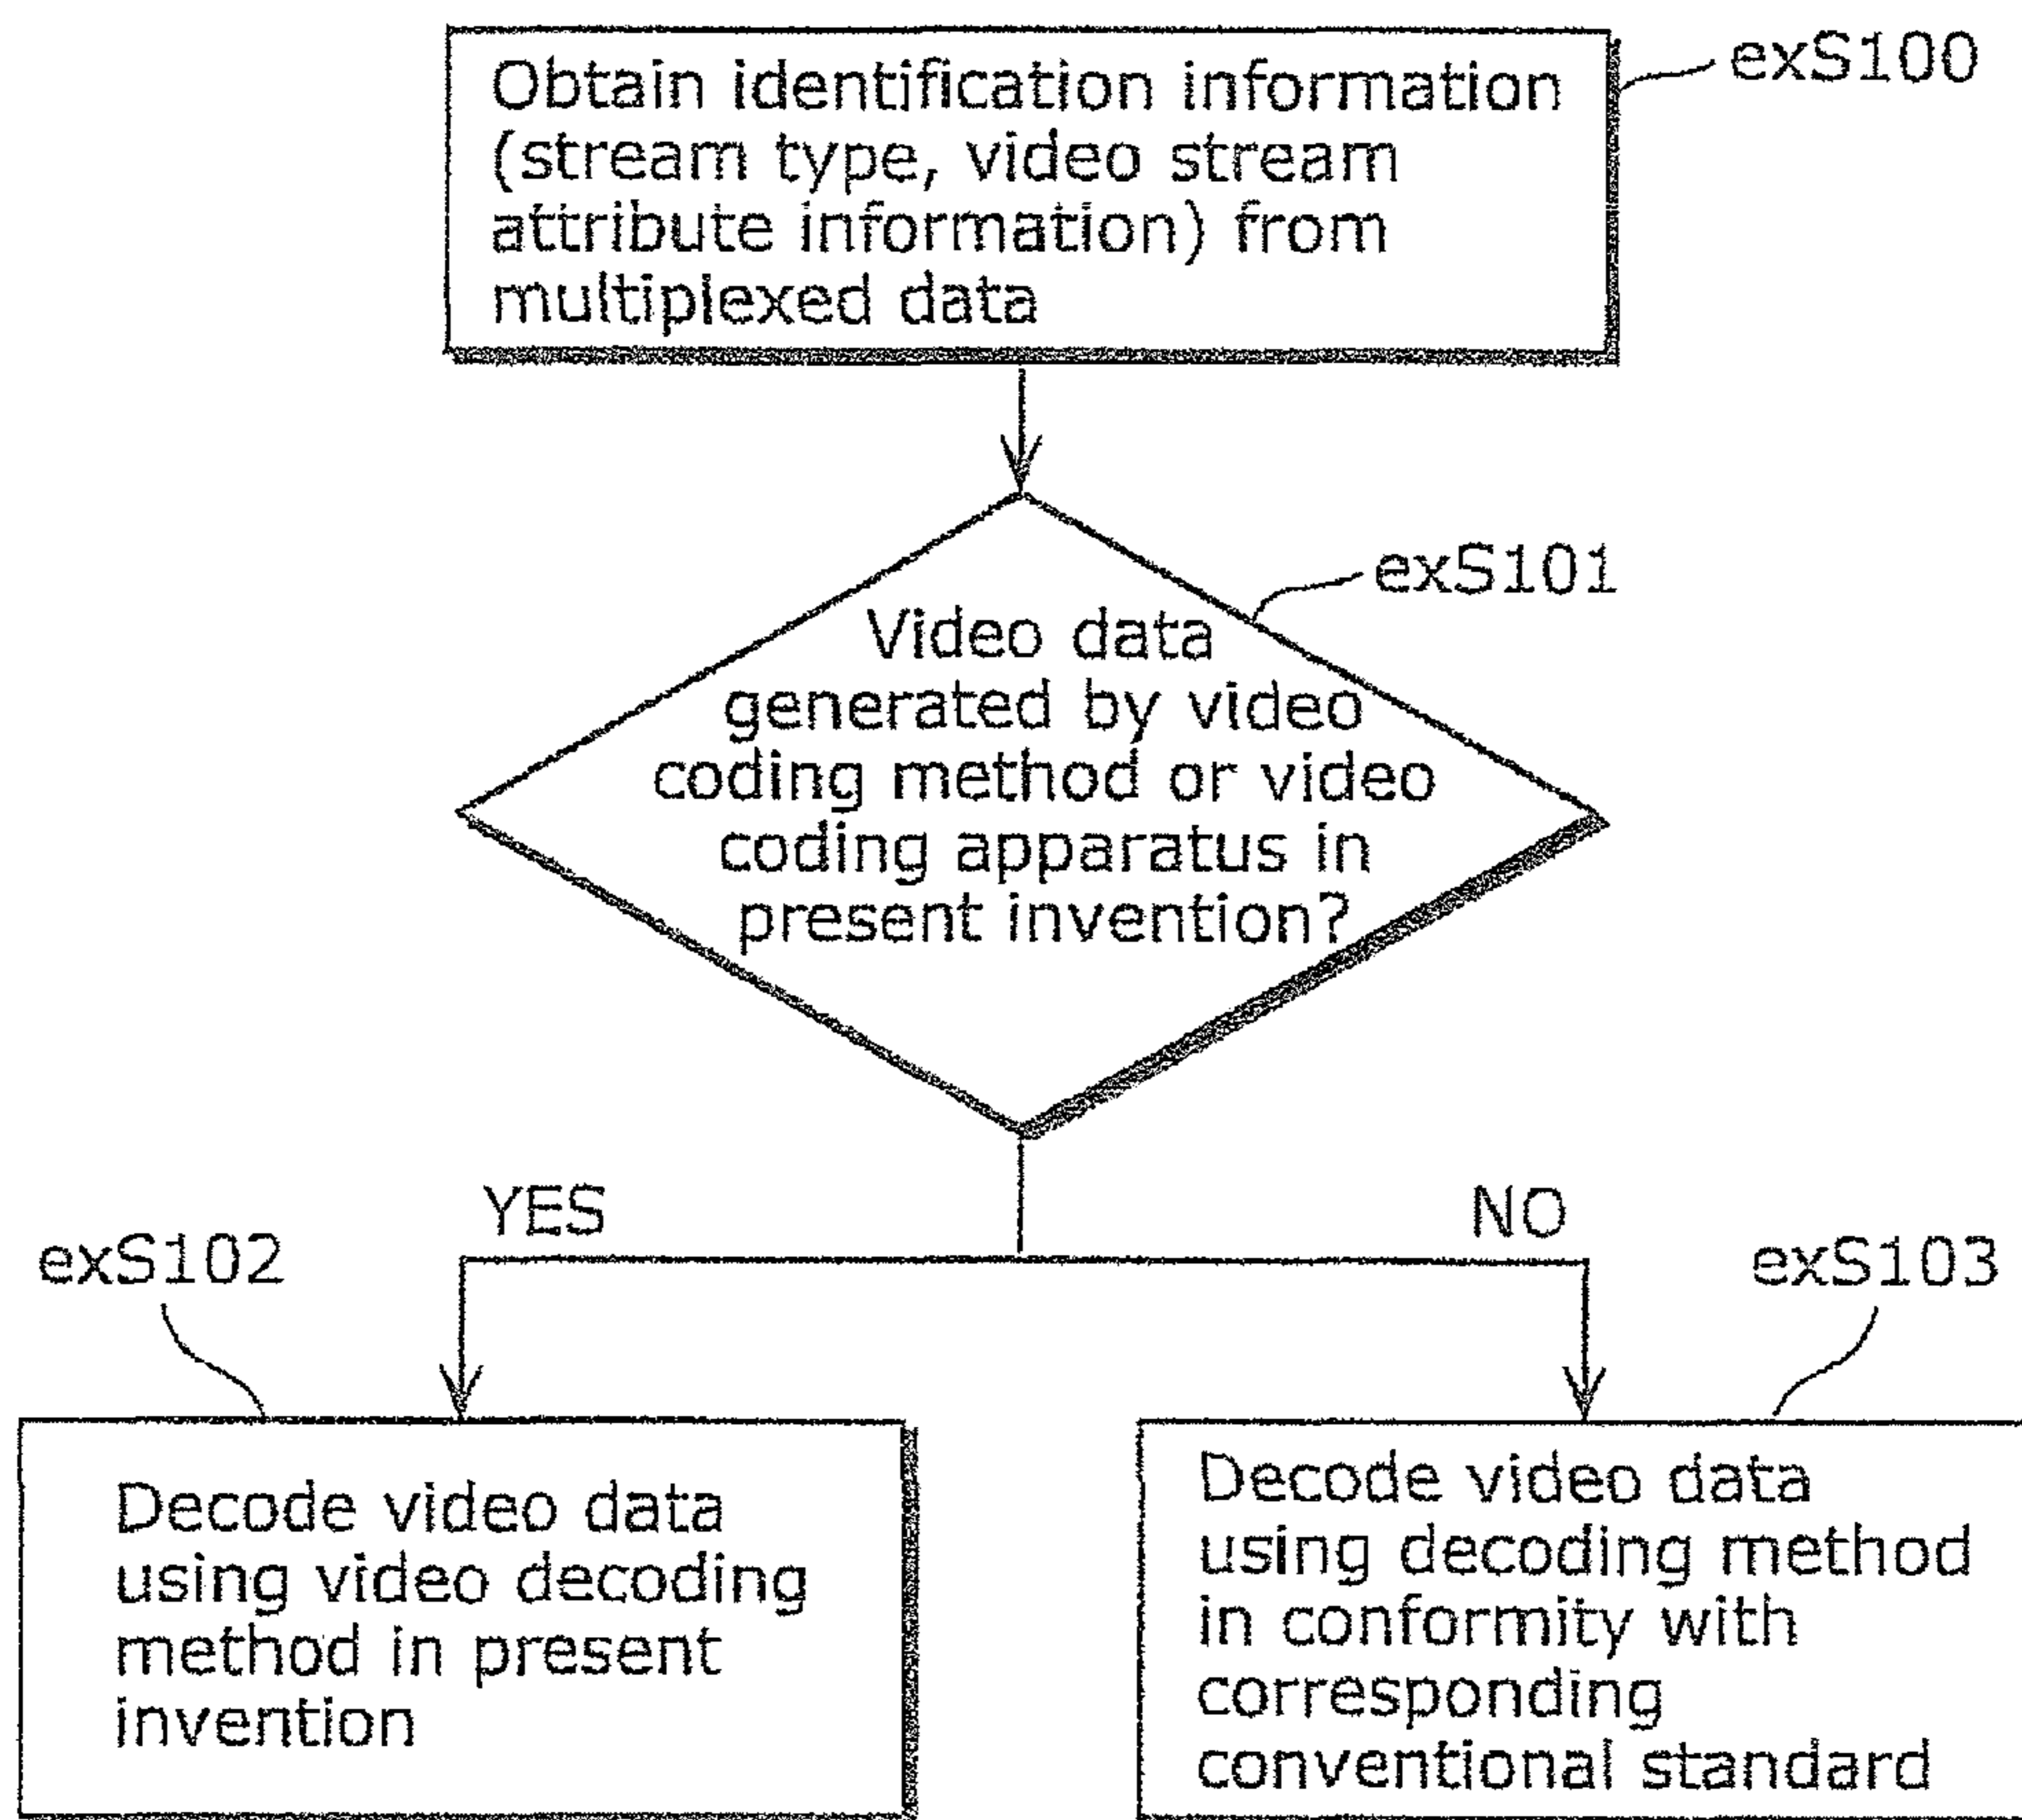 Obtain identification information
(stream type, video stream
attribute information) from
multiplexed data
exS100
exS101
Video data
generated by video
coding method or video
coding apparatus in
present invention?
YES
NO
exS102
exS103
Decode video data
using video decoding
method in present
invention
Decode video data
using decoding method
in conformity with
corresponding
conventional standard